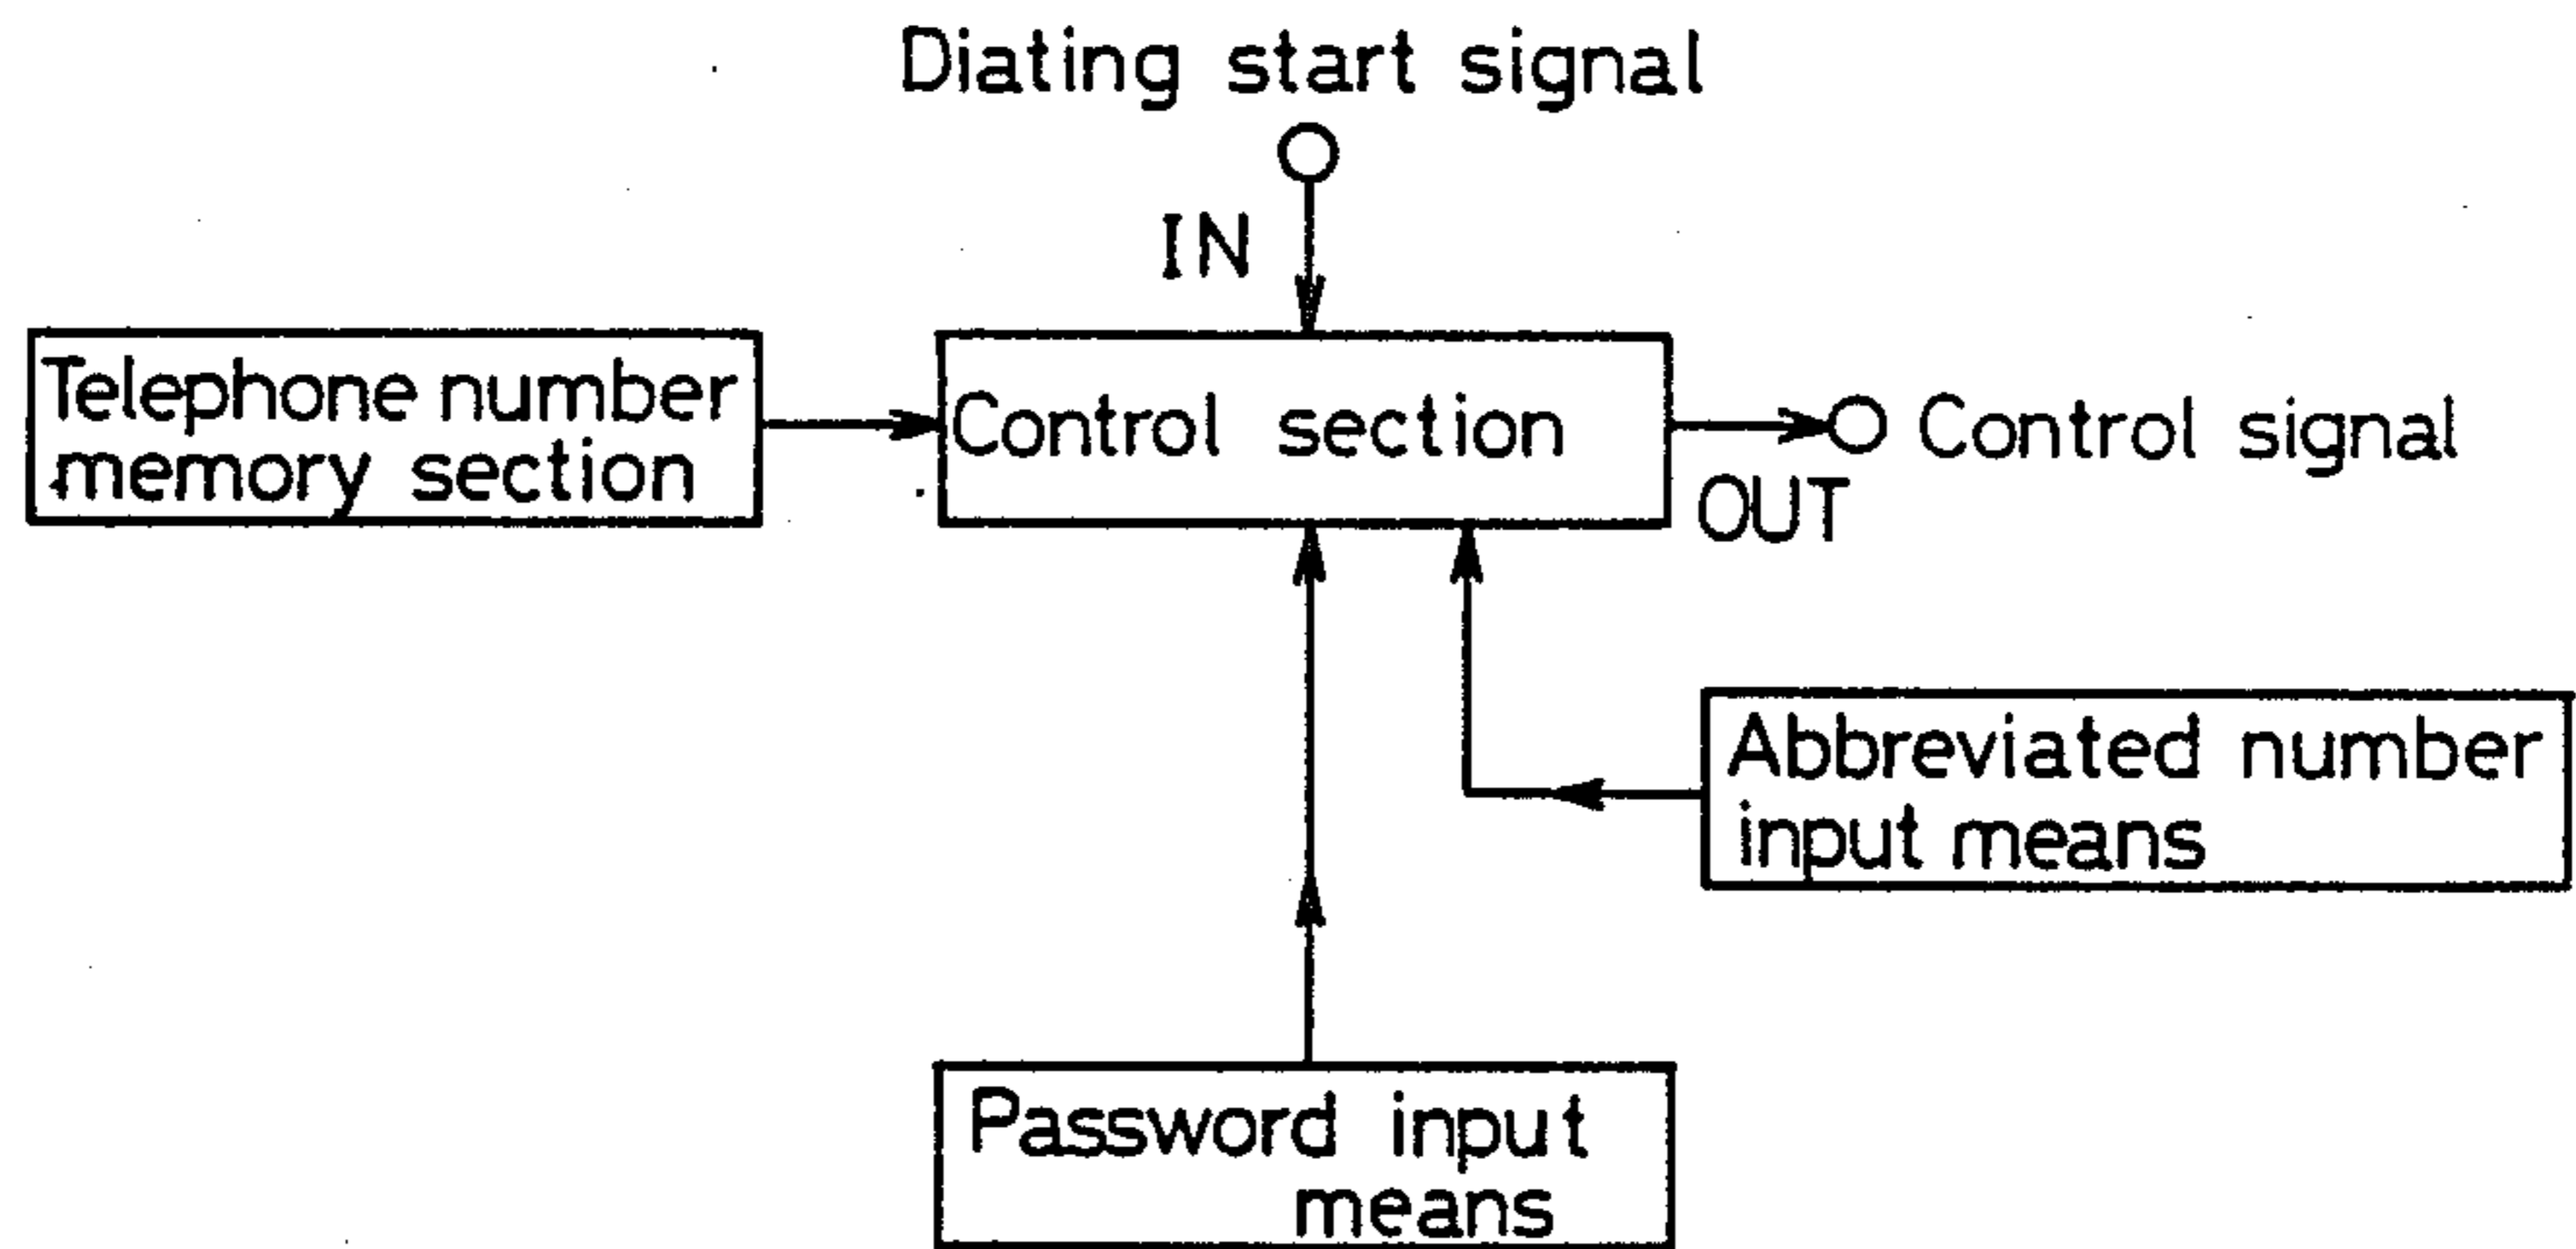 Diating start signal
IN
Telephone number
memory section
Control section
Control signal
OUT
Abbreviated number
input means
Password input
means